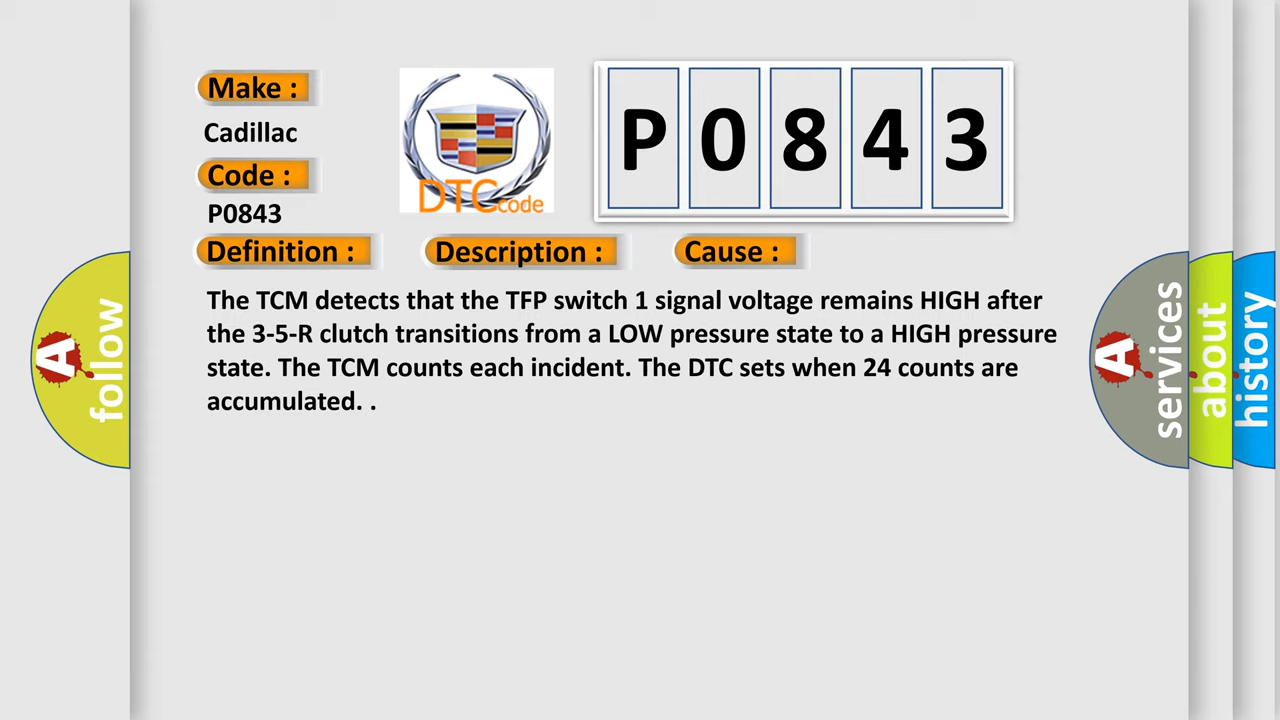 Make :
Cadillac
Code :
P0843
DTC code
P 0 8 4 3
Definition :
Description :
Cause :
The TCM detects that the TFP switch 1 signal voltage remains HIGH after
the 3-5-R clutch transitions from a LOW pressure state to a HIGH pressure
state. The TCM counts each incident. The DTC sets when 24 counts are
accumulated. .
A
follow
A
services
about
history